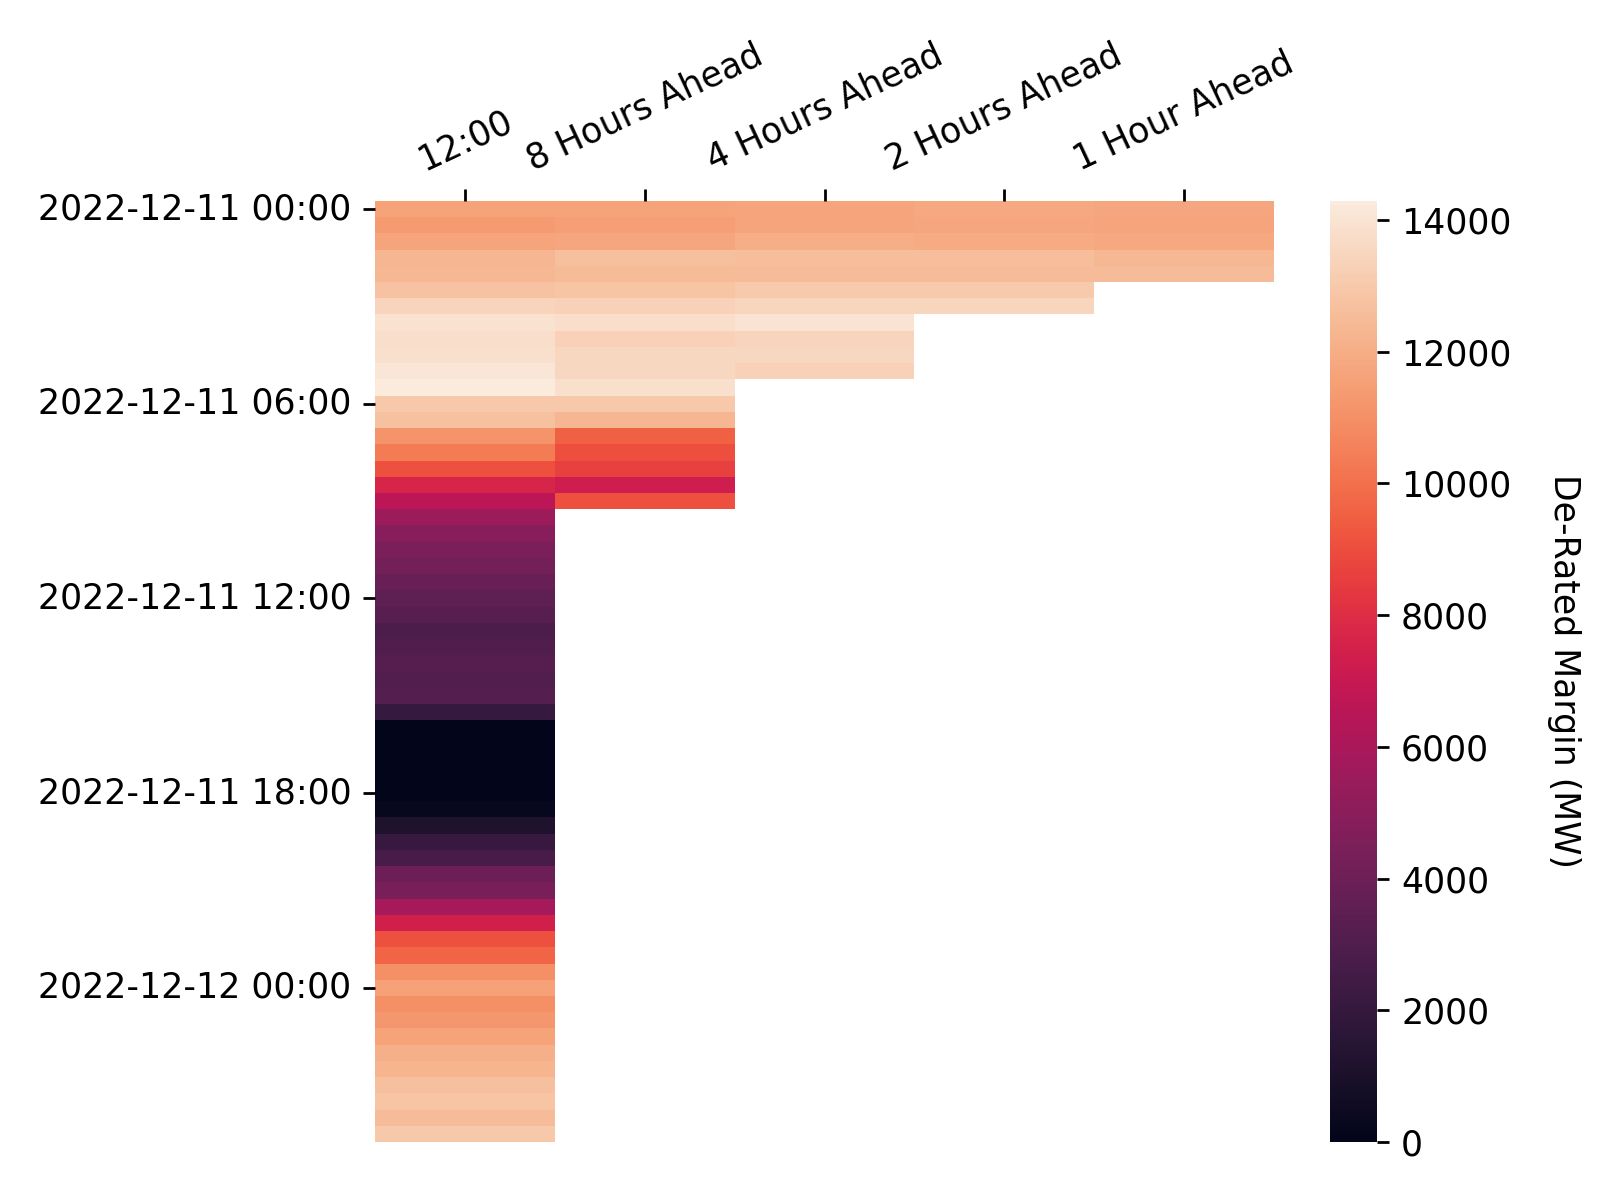 12:00
8 Hours Ahead
4 Hours Ahead
2 Hours Ahead
1 Hour Ahead
2022-12-11 00:00
2022-12-11 06:00
2022-12-11 12:00
2022-12-11 18:00
2022-12-12 00:00
14000
12000
10000
8000
6000
4000
2000
0
De-Rated Margin (MW)